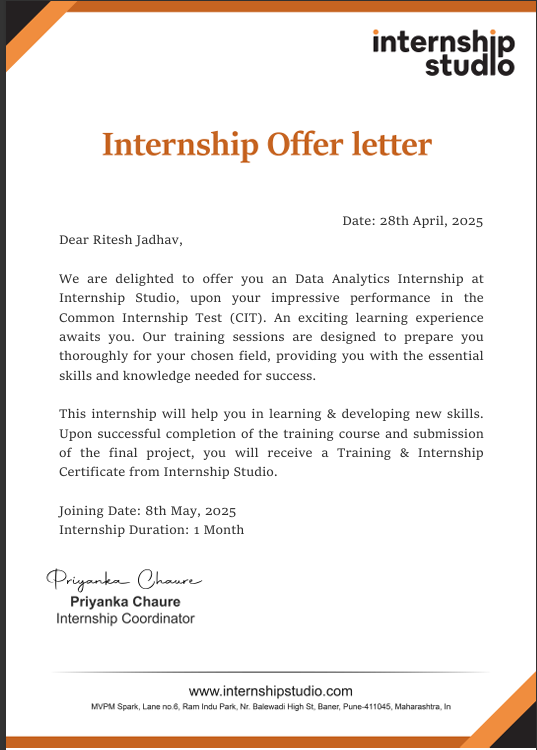 internship
studio
Internship Offer letter
Date: 28th April, 2025
Dear Ritesh Jadhav,
We are delighted to offer you an Data Analytics Internship at
Internship Studio, upon your impressive performance in the
Common Internship Test (CIT). An exciting learning experience
awaits you. Our training sessions are designed to prepare you
thoroughly for your chosen field, providing you with the essential
skills and knowledge needed for success.
This internship will help you in learning & developing new skills.
Upon successful completion of the training course and submission
of the final project, you will receive a Training & Internship
Certificate from Internship Studio.
Joining Date: 8th May, 2025
Internship Duration: 1 Month
Priyanka Chaure
Priyanka Chaure
Internship Coordinator
www.internshipstudio.com
MVPM Spark, Lane no.6, Ram Indu Park, Nr. Balewadi High St, Baner, Pune-411045, Maharashtra, In